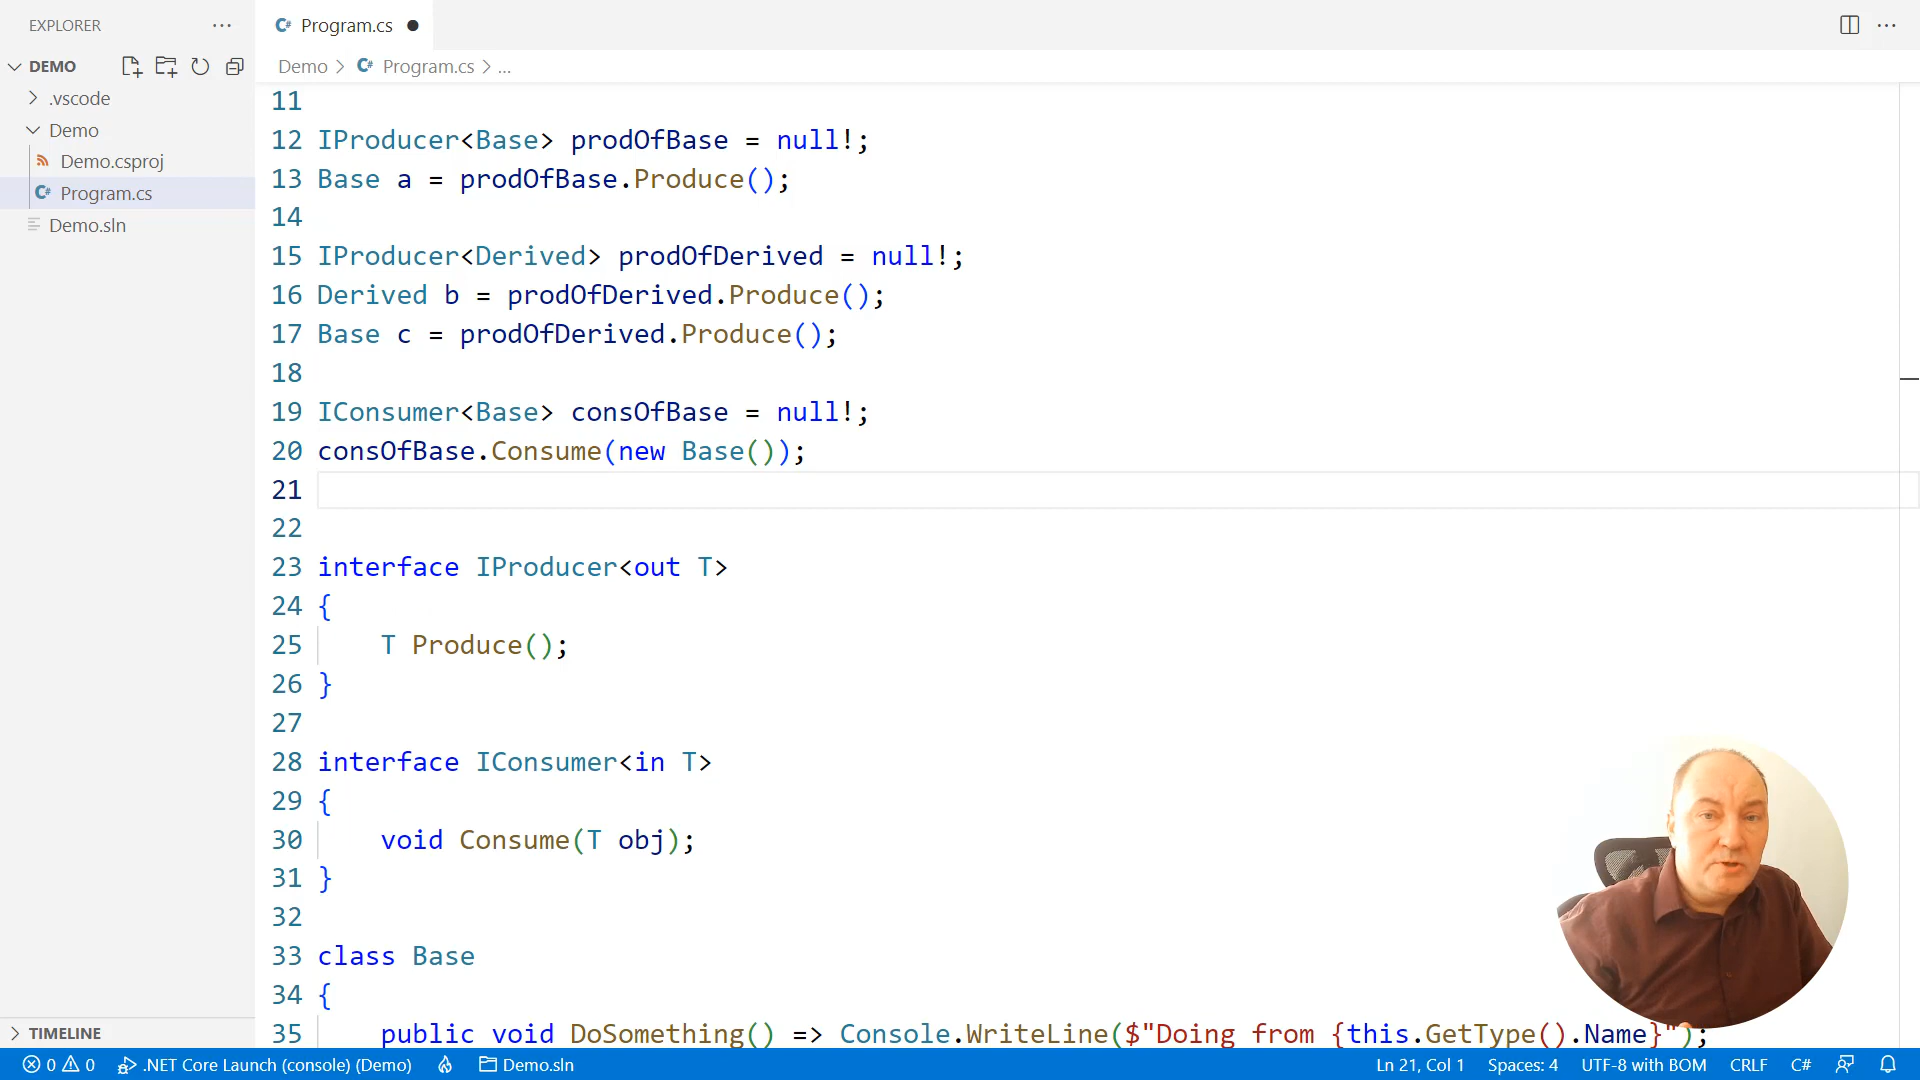 EXPLORER
DEMO
.vscode
Demo
Demo.csproj
Program.cs
Demo.sln
TIMELINE
Program.cs
Demo > Program.cs > ...
11
12 IProducer<Base> prodOfBase = null!;
13 Base a = prodOfBase.Produce();
14
15 IProducer<Derived> prodOfDerived = null!;
16 Derived b = prodOfDerived.Produce();
17 Base c = prodOfDerived.Produce();
18
19 IConsumer<Base> consOfBase = null!;
20 consOfBase.Consume(new Base());
21
22
23 interface IProducer<out T>
24 {
25     T Produce();
26 }
27
28 interface IConsumer<in T>
29 {
30     void Consume(T obj);
31 }
32
33 class Base
34 {
35     public void DoSomething() => Console.WriteLine($"Doing from {this.GetType().Name}");
0 0 .NET Core Launch (console) (Demo) Demo.sln Ln 21, Col 1 Spaces: 4 UTF-8 with BOM CRLF C#